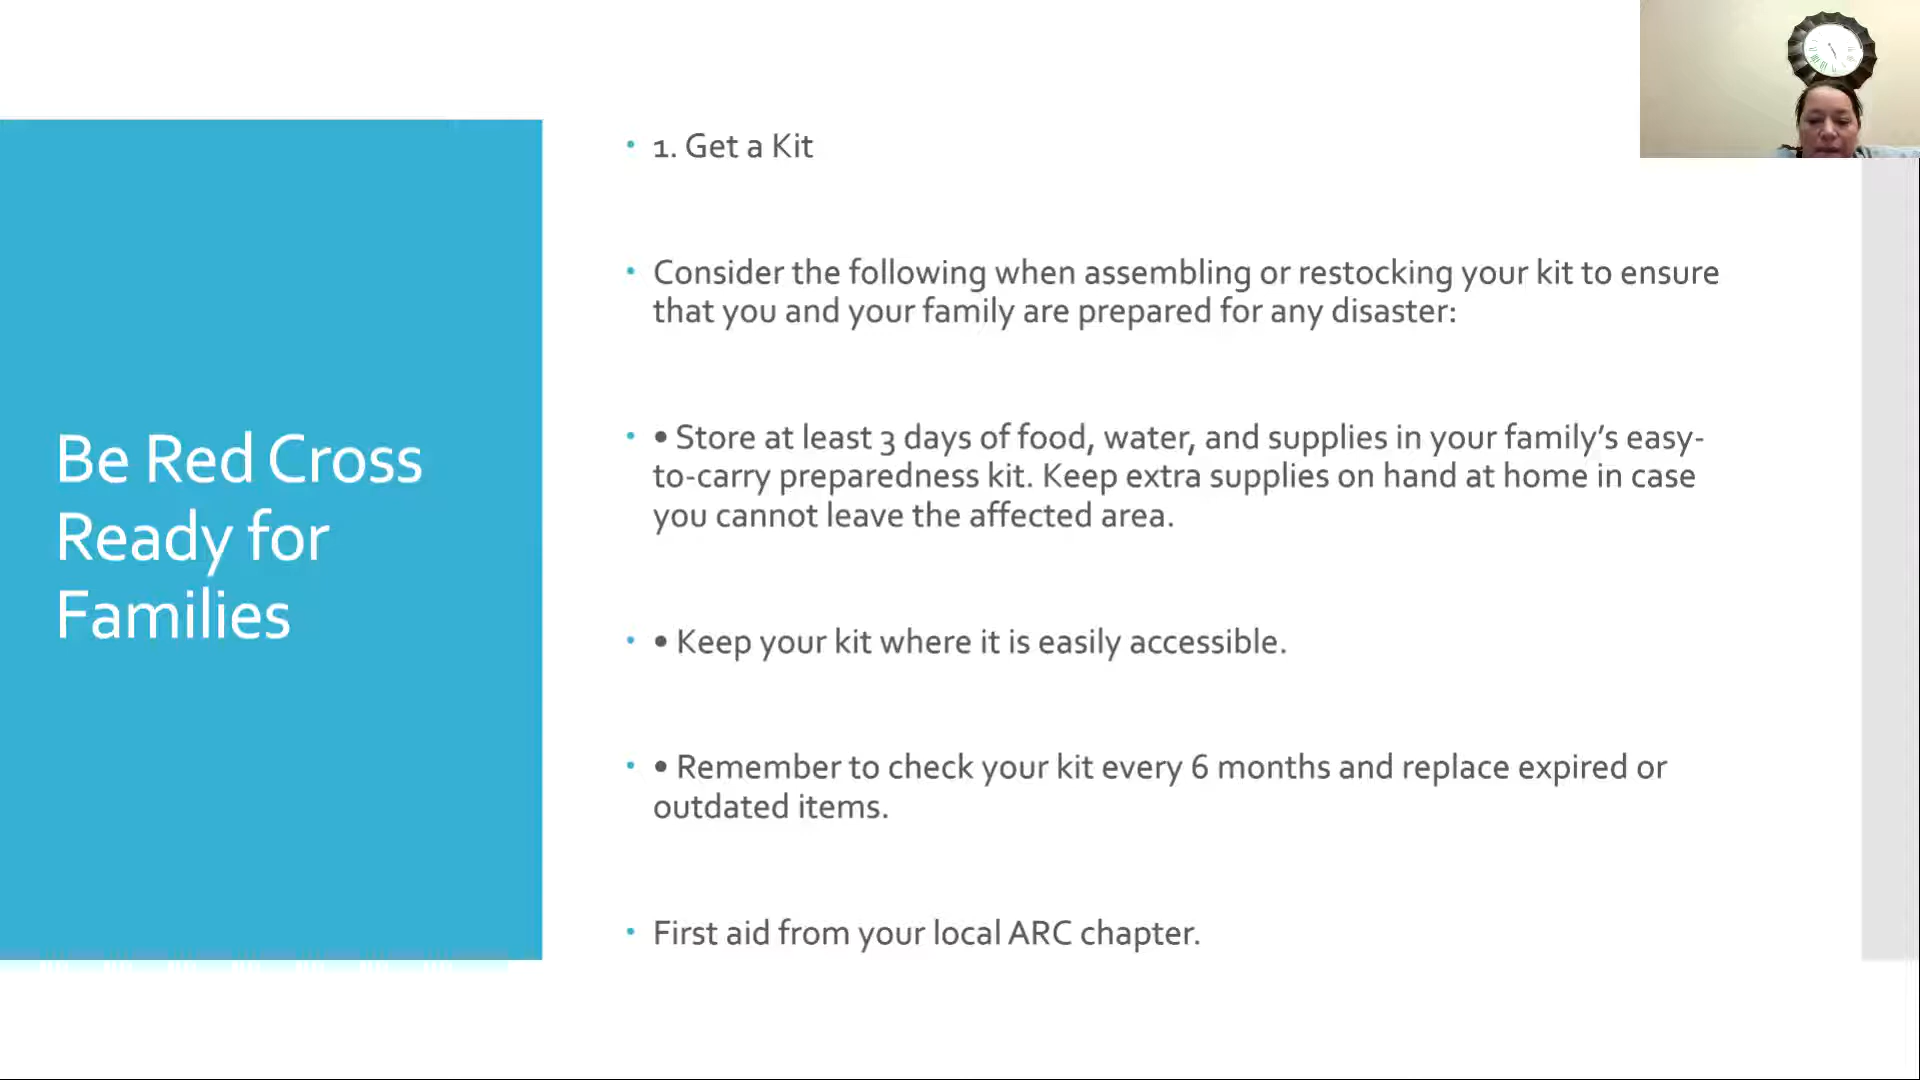 Be Red Cross
Ready for
Families
• 1. Get a Kit
• Consider the following when assembling or restocking your kit to ensure
that you and your family are prepared for any disaster:
• • Store at least 3 days of food, water, and supplies in your family’s easy-
to-carry preparedness kit. Keep extra supplies on hand at home in case
you cannot leave the affected area.
• • Keep your kit where it is easily accessible.
• • Remember to check your kit every 6 months and replace expired or
outdated items.
• First aid from your local ARC chapter.